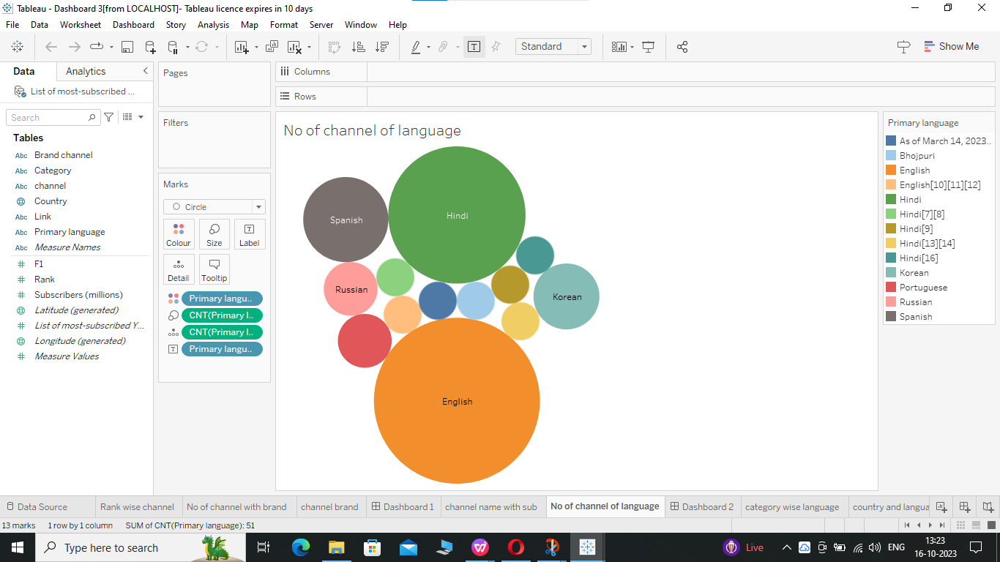 Tableau - Dashboard 3[from LOCALHOST]- Tableau licence expires in 10 days
File Data Worksheet Dashboard Story Analysis Map Format Server Window Help
Standard
Show Me
Data Analytics
List of most-subscribed ...
Search
Tables
Abc Brand channel
Abc Category
Abc channel
Country
Abc Link
Abc Primary language
Abc Measure Names
# F1
# Rank
# Subscribers (millions)
Latitude (generated)
# List of most-subscribed Y...
Longitude (generated)
# Measure Values
Pages
Filters
Marks
Circle
Colour Size Label
Detail Tooltip
Primary langu..
CNT(Primary l..
CNT(Primary l..
Primary langu..
Columns
Rows
No of channel of language
Hindi
Spanish
Russian
Korean
English
Primary language
As of March 14, 2023..
Bhojpuri
English
English[10][11][12]
Hindi
Hindi[7][8]
Hindi[9]
Hindi[13][14]
Hindi[16]
Korean
Portuguese
Russian
Spanish
Data Source Rank wise channel No of channel with brand channel brand Dashboard 1 channel name with sub No of channel of language Dashboard 2 category wise language country and langua
13 marks 1 row by 1 column SUM of CNT(Primary language): 51
Type here to search
Live
ENG
13:23
16-10-2023